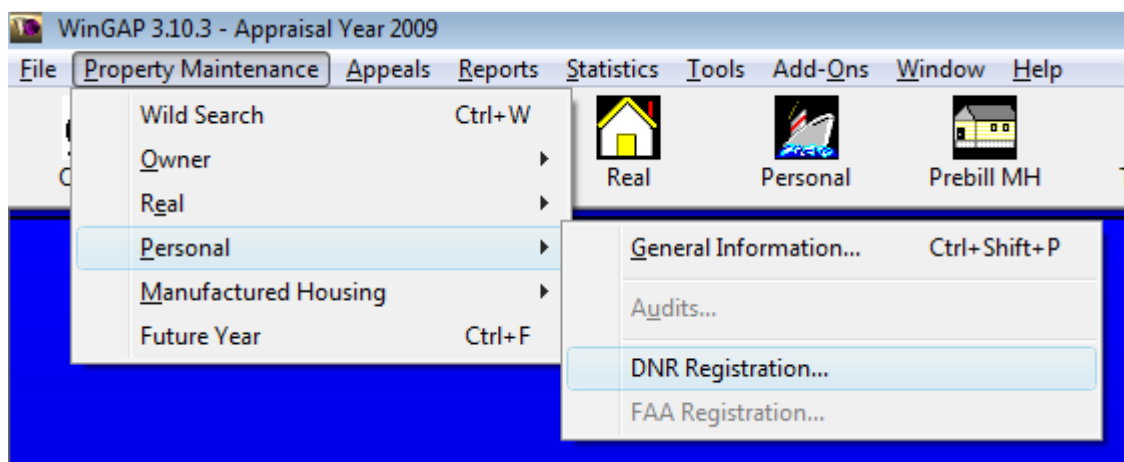 WinGAP 3.10.3 - Appraisal Year 2009
File Property Maintenance Appeals Reports Statistics Tools Add-Ons Window Help
Wild Search Ctrl+W
Owner
Real
Personal
Manufactured Housing
Future Year Ctrl+F
Real Personal Prebill MH
General Information... Ctrl+Shift+P
Audits...
DNR Registration...
FAA Registration...